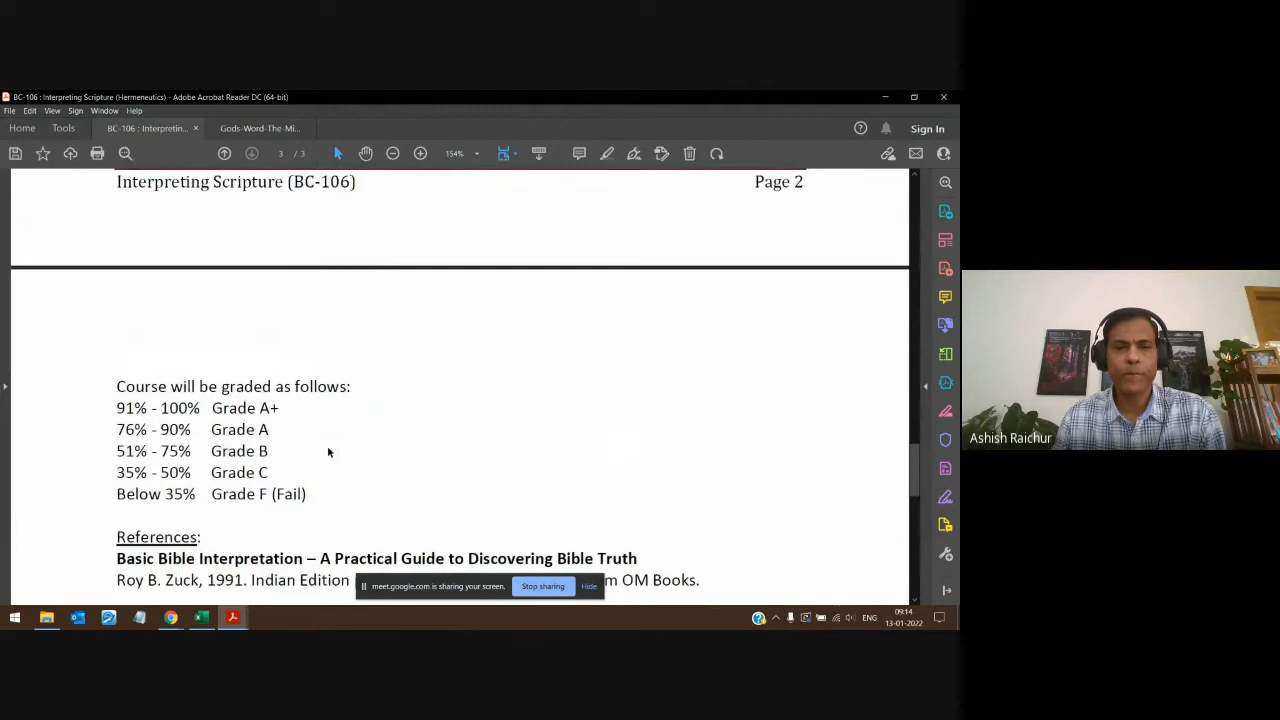 BC-106 : Interpreting Scripture (Hermeneutics) - Adobe Acrobat Reader DC (64-bit)
File Edit View Sign Window Help
Home Tools BC-106 : Interpretin... × Gods-Word-The-Mi... Sign In
3 / 3 154%
Interpreting Scripture (BC-106) Page 2
Course will be graded as follows:
91% - 100% Grade A+
76% - 90% Grade A
51% - 75% Grade B
35% - 50% Grade C
Below 35% Grade F (Fail)
References:
Basic Bible Interpretation – A Practical Guide to Discovering Bible Truth
Roy B. Zuck, 1991. Indian Edition m OM Books.
meet.google.com is sharing your screen. Stop sharing Hide
ENG 09:14
13-01-2022
Ashish Raichur